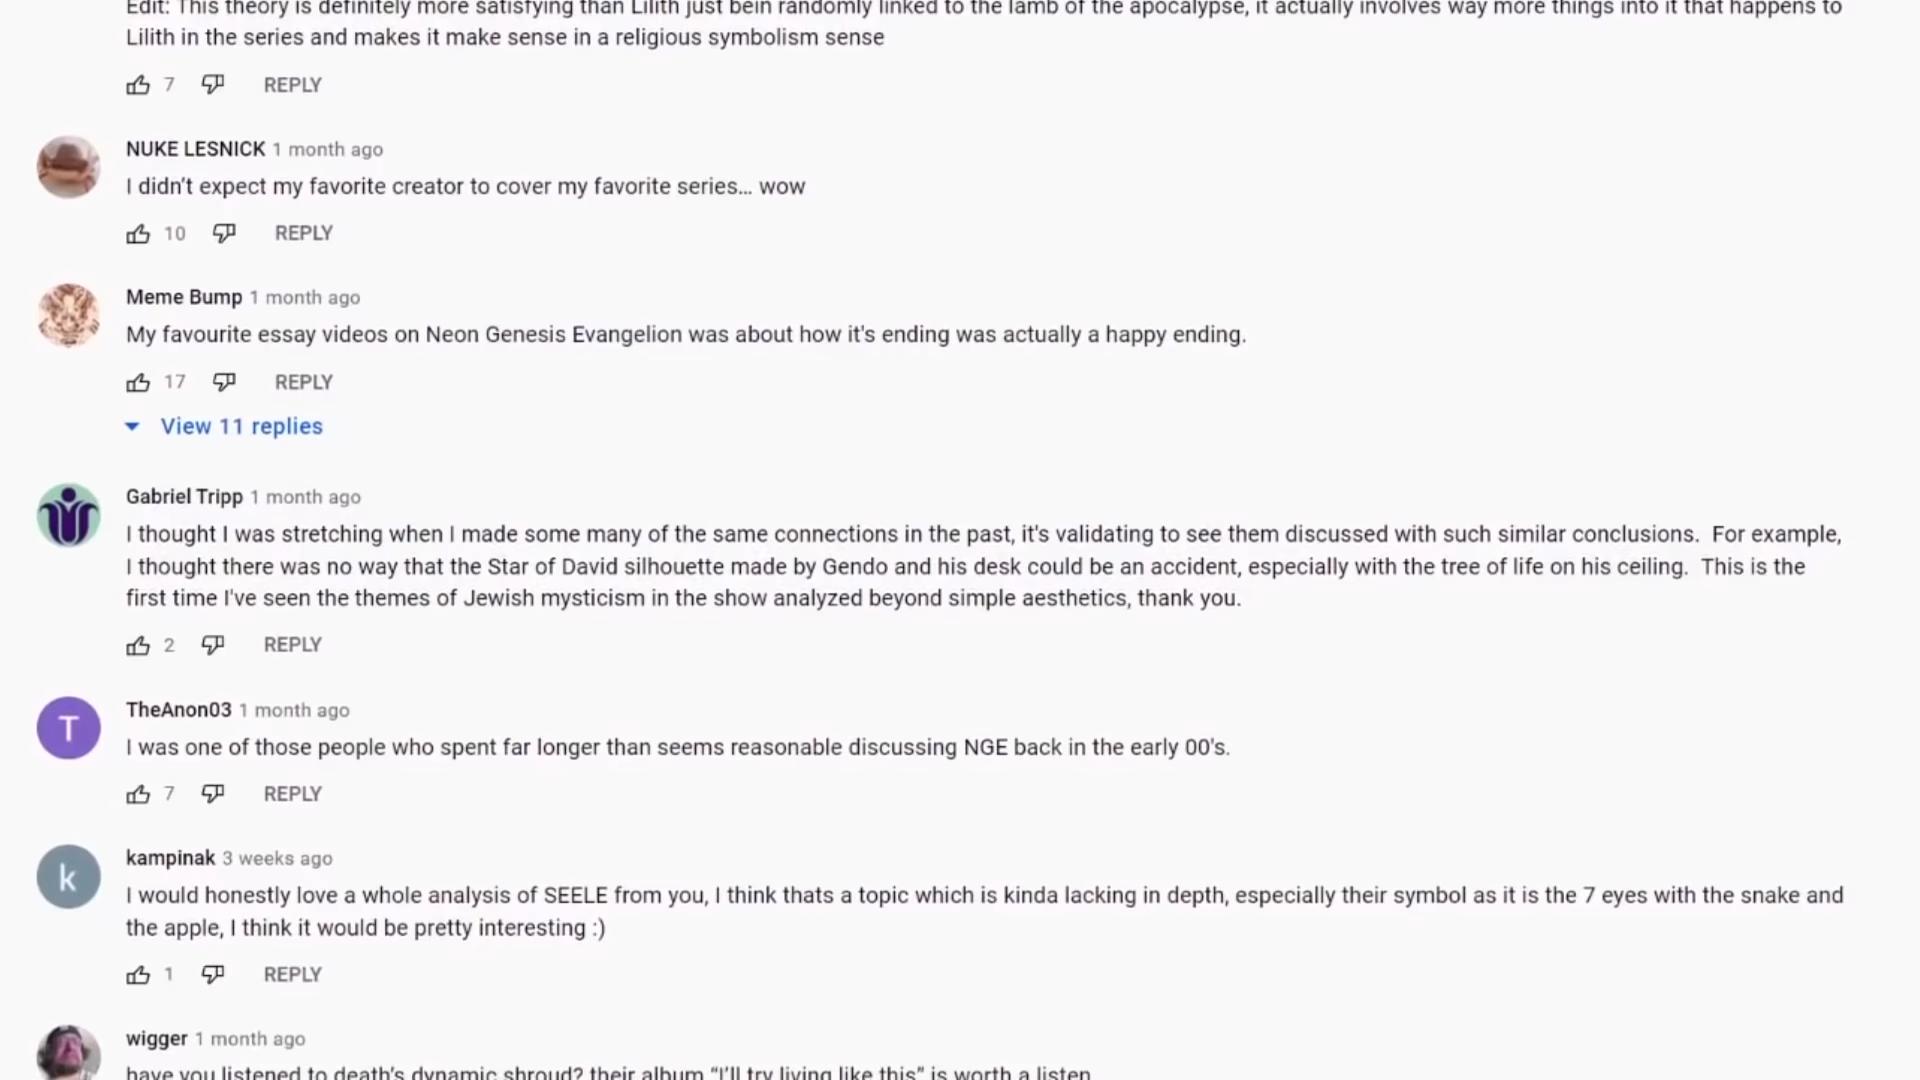 Edit: This theory is definitely more satisfying than Lilith just bein randomly linked to the lamb of the apocalypse, it actually involves way more things into it that happens to
Lilith in the series and makes it make sense in a religious symbolism sense
7 REPLY
NUKE LESNICK 1 month ago
I didn't expect my favorite creator to cover my favorite series... wow
10 REPLY
Meme Bump 1 month ago
My favourite essay videos on Neon Genesis Evangelion was about how it's ending was actually a happy ending.
17 REPLY
View 11 replies
Gabriel Tripp 1 month ago
I thought I was stretching when I made some many of the same connections in the past, it's validating to see them discussed with such similar conclusions.  For example,
I thought there was no way that the Star of David silhouette made by Gendo and his desk could be an accident, especially with the tree of life on his ceiling.  This is the
first time I've seen the themes of Jewish mysticism in the show analyzed beyond simple aesthetics, thank you.
2 REPLY
T
TheAnon03 1 month ago
I was one of those people who spent far longer than seems reasonable discussing NGE back in the early 00's.
7 REPLY
k
kampinak 3 weeks ago
I would honestly love a whole analysis of SEELE from you, I think thats a topic which is kinda lacking in depth, especially their symbol as it is the 7 eyes with the snake and
the apple, I think it would be pretty interesting :)
1 REPLY
wigger 1 month ago
have you listened to death's dynamic shroud? their album "I'll try living like this" is worth a listen